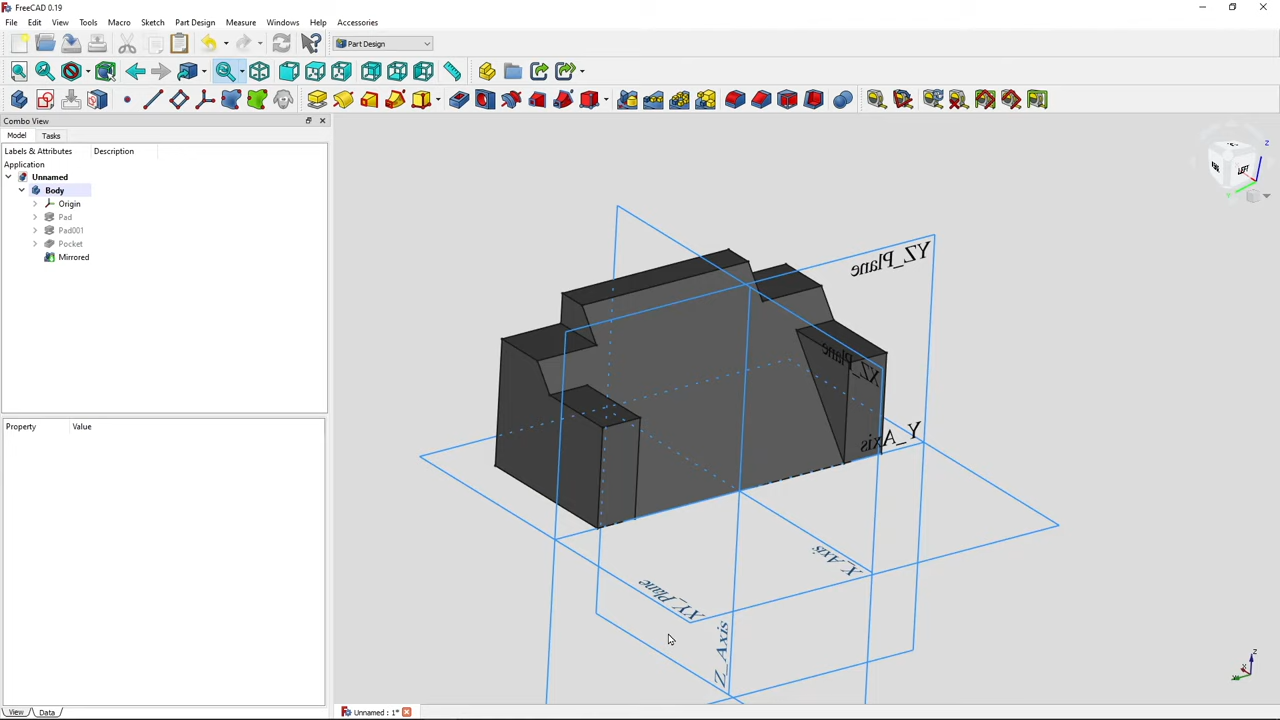 FreeCAD 0.19
File Edit View Tools Macro Sketch Part Design Measure Windows Help Accessories
Part Design
Combo View
Model Tasks
Labels & Attributes Description
Application
Unnamed
Body
Origin
Pad
Pad001
Pocket
Mirrored
Property Value
View Data
YZ_Plane
XZ_Plane
Y_Axis
X_Axis
XY_Plane
Z_Axis
LEFT
Z
Z
Unnamed : 1*